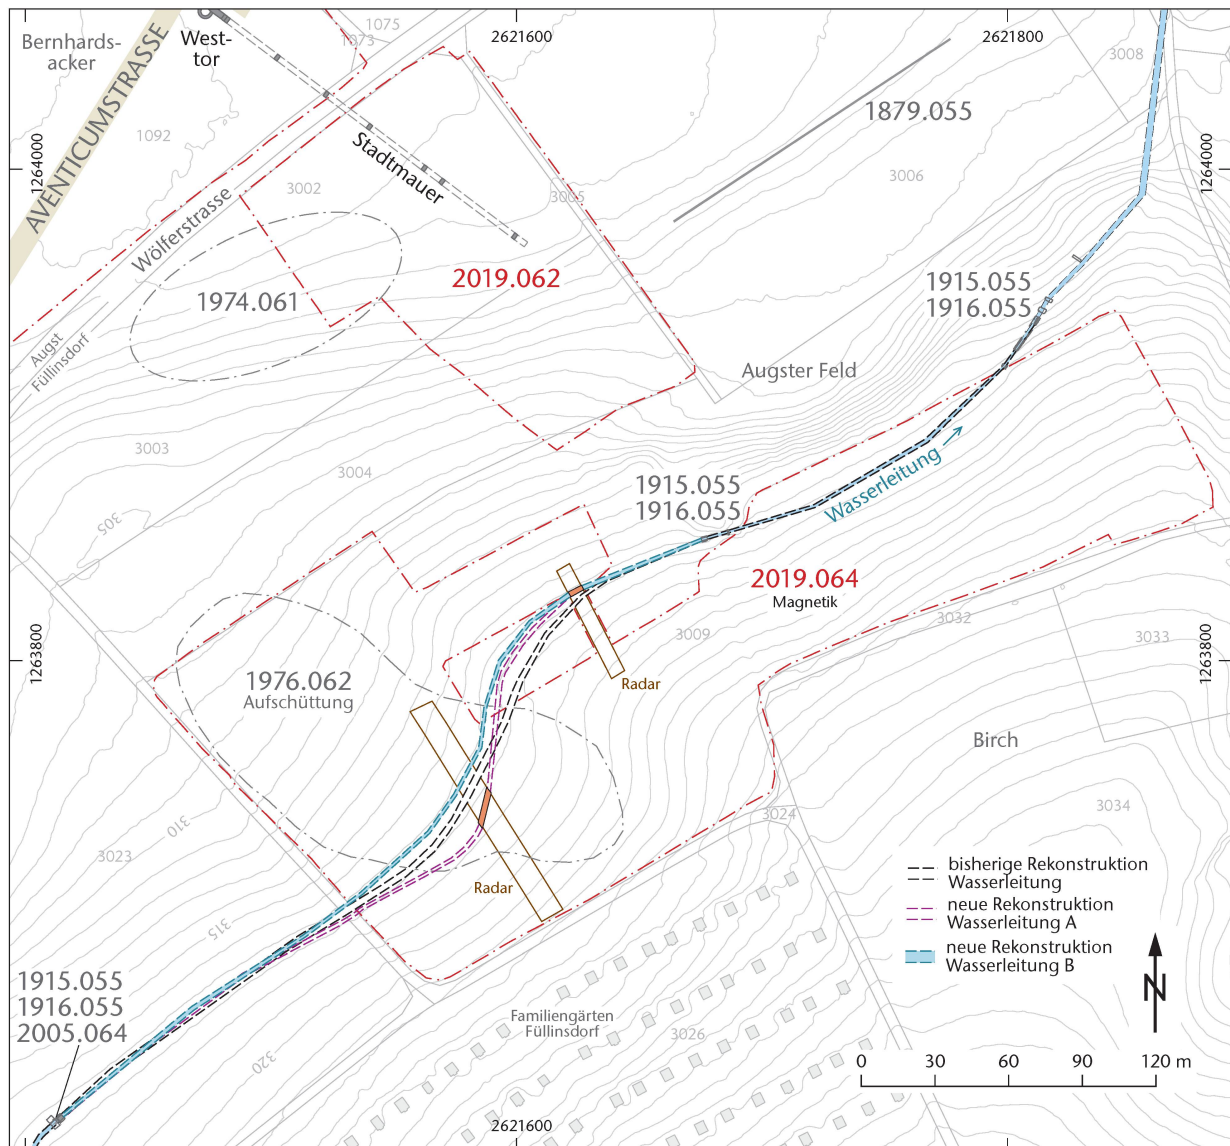 Bernhards-
acker
West-
tor
1075
1073
2621600
2621800
3008
AVENTICUMSTRASSE
1092
Stadtmauer
1879.055
1264000
1264000
3002
3005
3006
Wölferstrasse
1974.061
2019.062
1915.055
1916.055
Augst
Füllinsdorf
Augster Feld
3003
3004
305
1915.055
1916.055
Wasserleitung
2019.064
Magnetik
3009
3032
3033
1263800
1263800
1976.062
Aufschüttung
Radar
Birch
310
3023
3024
3034
Radar
bisherige Rekonstruktion
Wasserleitung
neue Rekonstruktion
Wasserleitung A
neue Rekonstruktion
Wasserleitung B
315
1915.055
1916.055
2005.064
N
Familiengärten
Füllinsdorf
3026
320
0 30 60 90 120 m
2621600